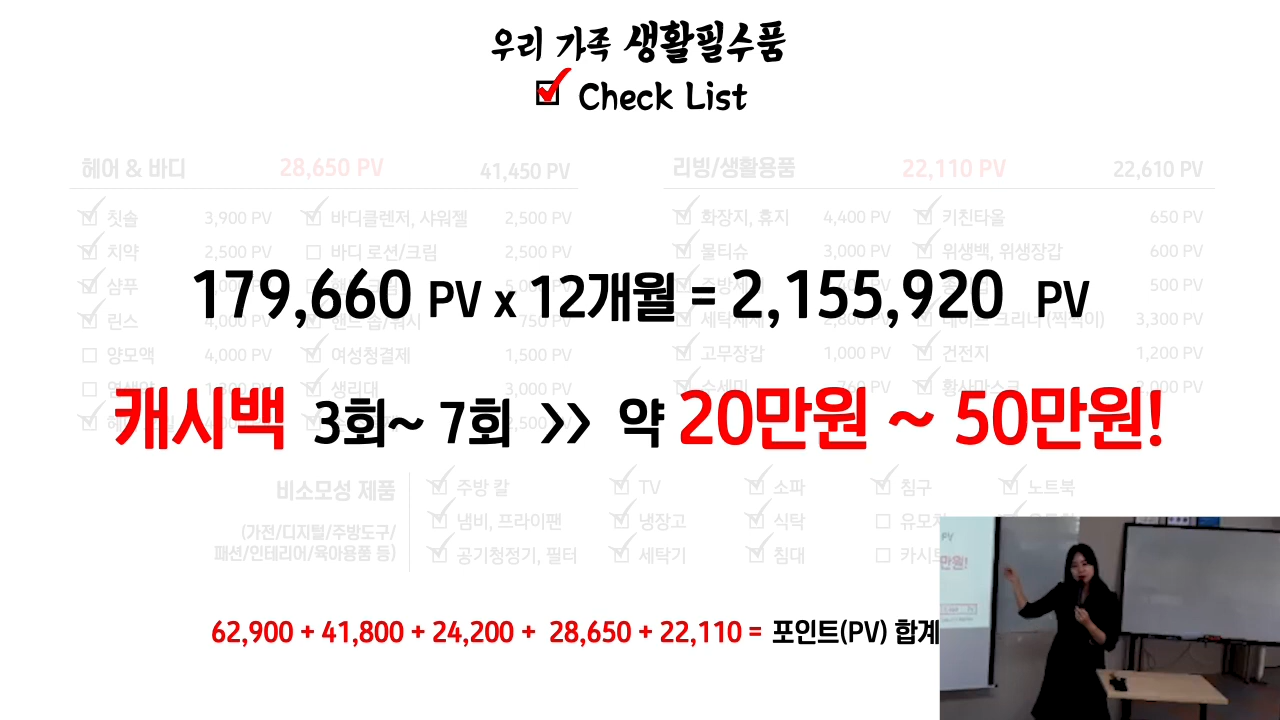 우리 가족 생활필수품
Check List
헤어 & 바디 28,650 PV 41,450 PV
리빙/생활용품 22,110 PV 22,610 PV
칫솔 3,900 PV 바디클렌저, 샤워젤 2,500 PV
화장지, 휴지 4,400 PV 키친타올 650 PV
치약 2,500 PV 바디 로션/크림 2,500 PV
물티슈 3,000 PV 위생백, 위생장갑 600 PV
샴푸
500 PV
179,660 PV x 12개월 = 2,155,920 PV
린스 4,000 PV 750 PV
3,300 PV
양모액 4,000 PV 여성청결제 1,500 PV
고무장갑 1,000 PV 건전지 1,200 PV
생리대 3,000 PV
황사마스크
캐시백 3회~ 7회 >> 약 20만원 ~ 50만원!
비소모성 제품
(가전/디지털/주방도구/
패션/인테리어/육아용품 등)
주방 칼 TV 소파 침구 노트북
냄비, 프라이팬 냉장고 식탁
공기청정기, 필터 세탁기 침대
62,900 + 41,800 + 24,200 + 28,650 + 22,110 = 포인트(PV) 합계